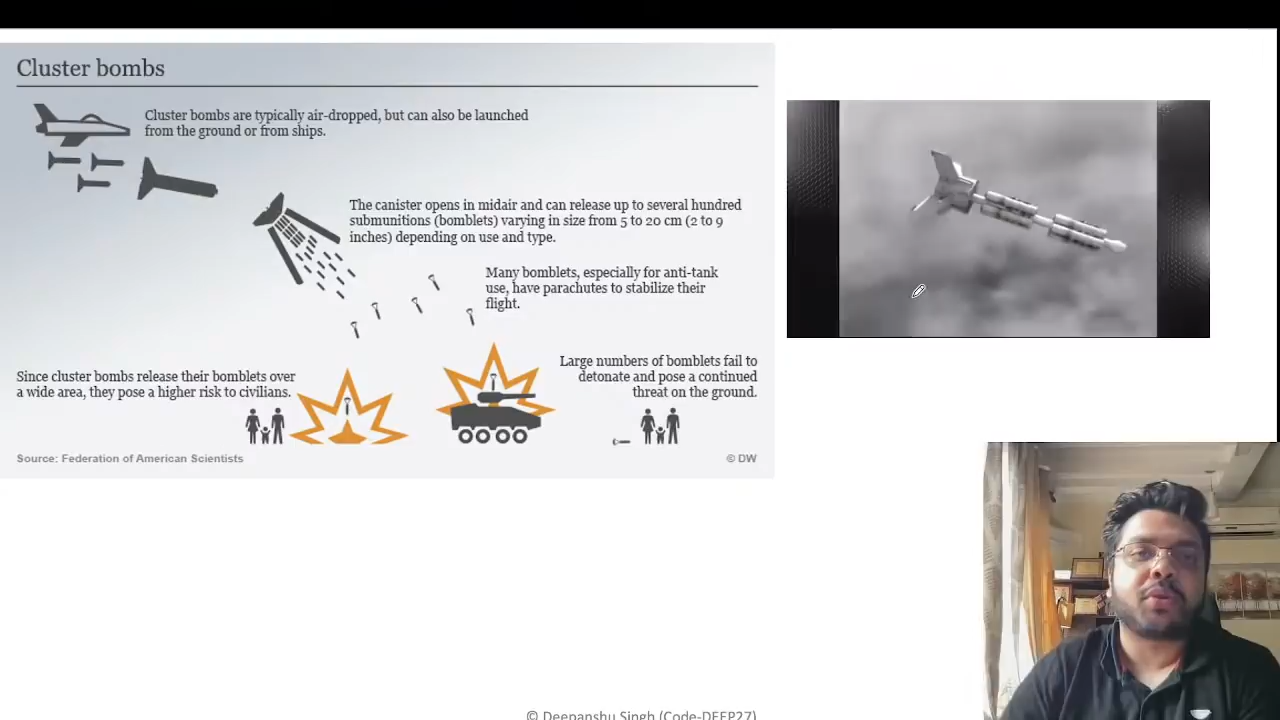 Cluster bombs
Cluster bombs are typically air-dropped, but can also be launched
from the ground or from ships.
The canister opens in midair and can release up to several hundred
submunitions (bomblets) varying in size from 5 to 20 cm (2 to 9
inches) depending on use and type.
Many bomblets, especially for anti-tank
use, have parachutes to stabilize their
flight.
Since cluster bombs release their bomblets over
a wide area, they pose a higher risk to civilians.
Large numbers of bomblets fail to
detonate and pose a continued
threat on the ground.
Source: Federation of American Scientists
© DW
© Deepanshu Singh (Code-DEEP27)